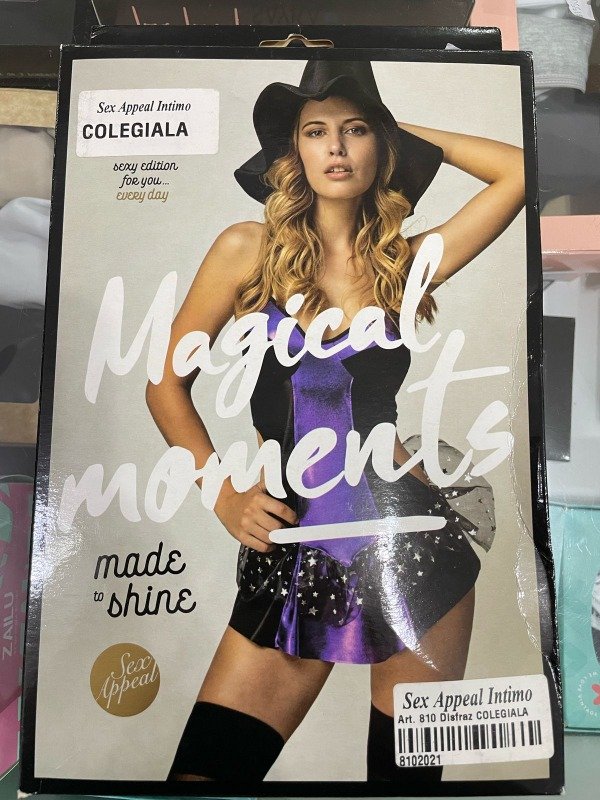 Sex Appeal Intimo
COLEGIALA
sexy edition
for you...
every day
Magical
moments
made
to shine
Sex
Appeal
Sex Appeal Intimo
Art. 810 Disfraz COLEGIALA
8102021
ZAILU